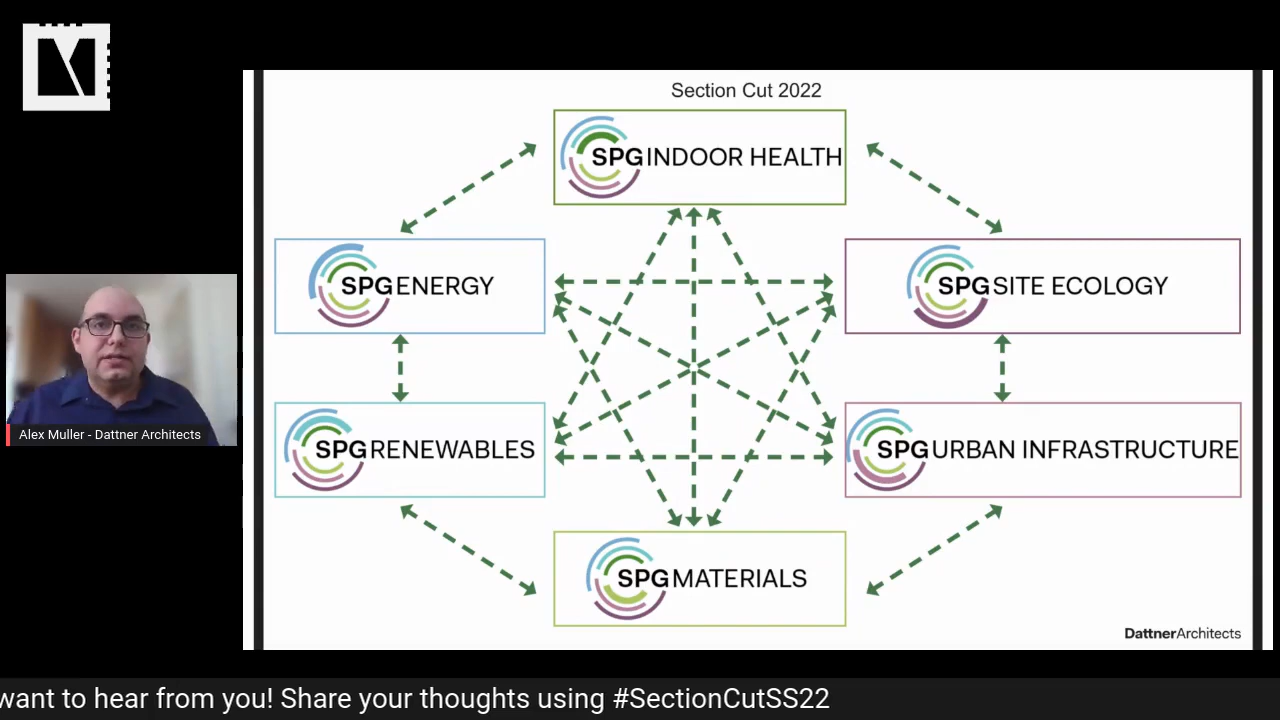 Section Cut 2022
SPG INDOOR HEALTH
SPG ENERGY
SPG SITE ECOLOGY
SPG RENEWABLES
SPG URBAN INFRASTRUCTURE
SPG MATERIALS
DattnerArchitects
Alex Muller - Dattner Architects
want to hear from you! Share your thoughts using #SectionCutSS22